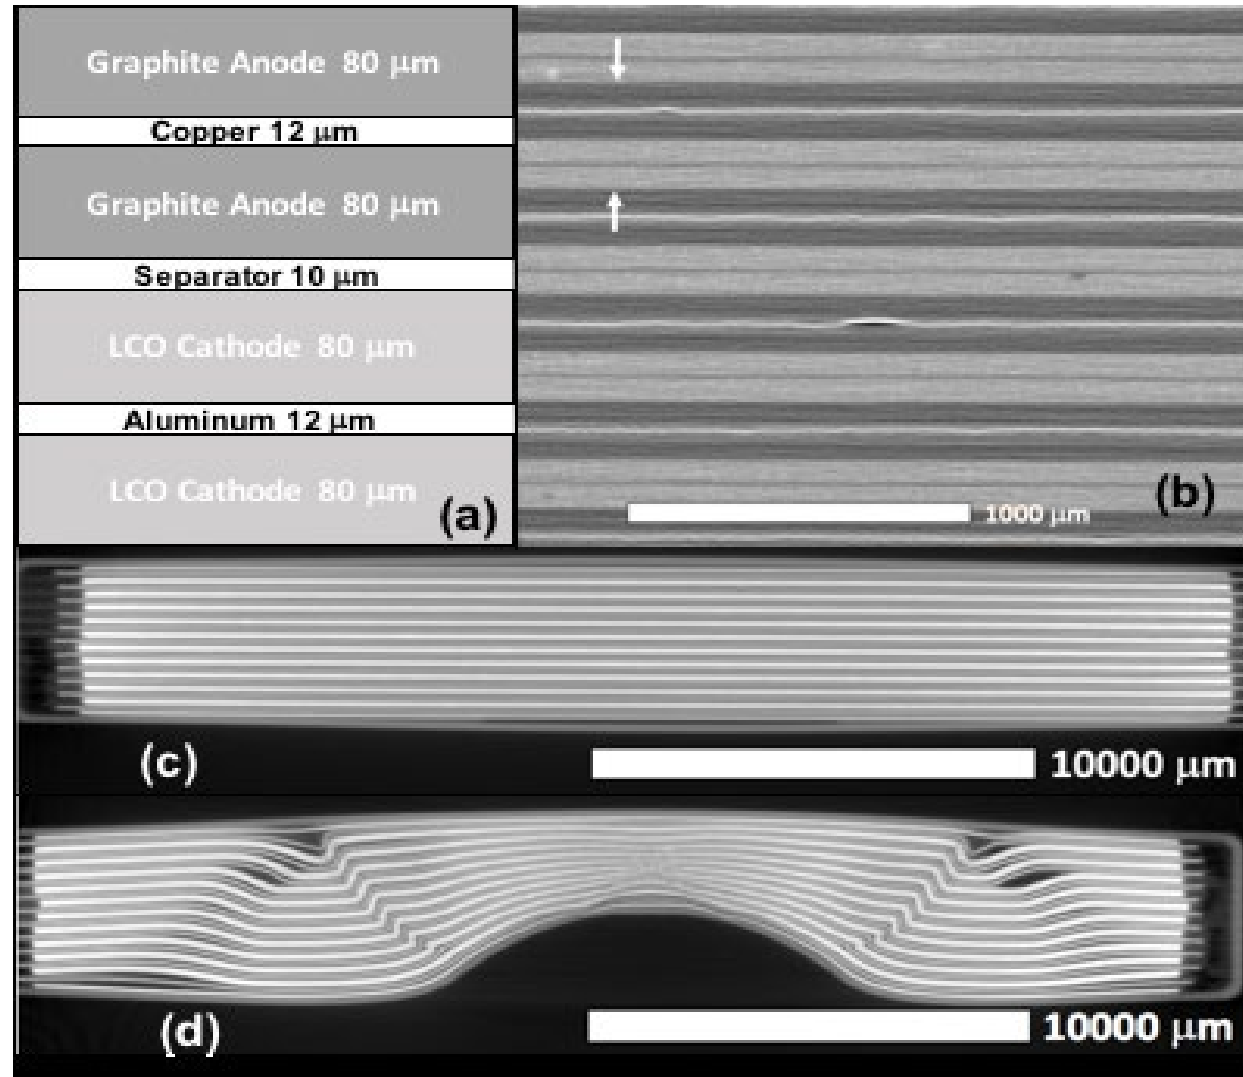 Graphite Anode 80 μm
Copper 12 μm
Graphite Anode 80 μm
Separator 10 μm
LCO Cathode 80 μm
Aluminum 12 μm
LCO Cathode 80 μm
(a)
(b)
1000 μm
(c)
10000 μm
(d)
10000 μm